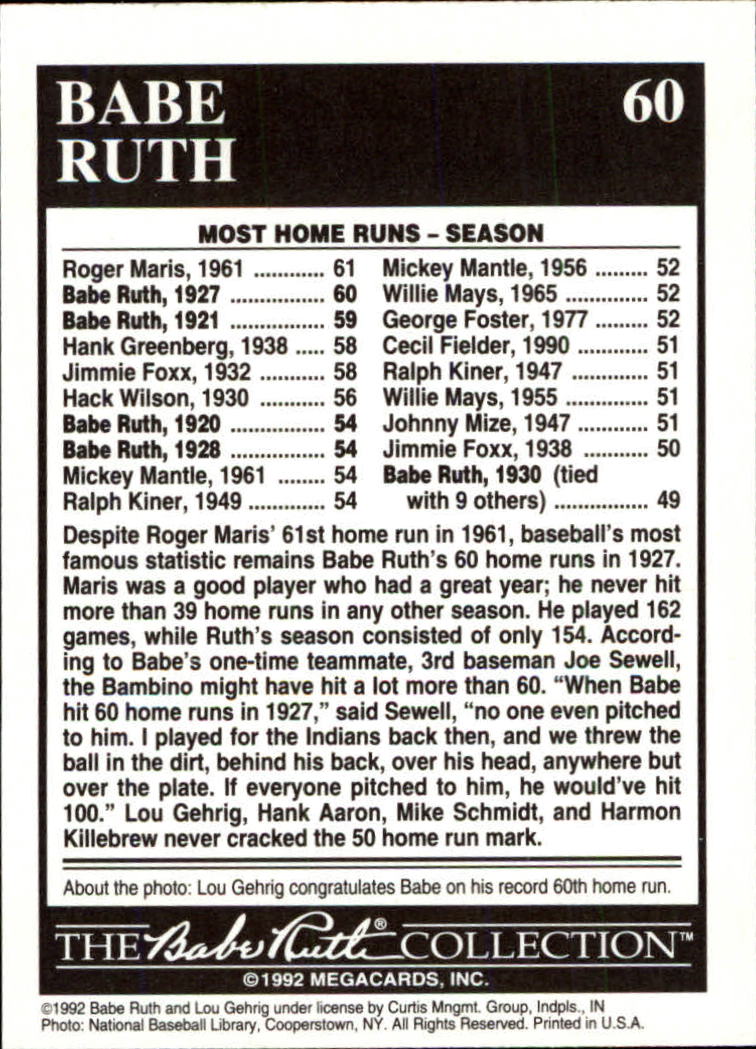 BABE
RUTH
60
MOST HOME RUNS – SEASON
Roger Maris, 1961 ............ 61
Babe Ruth, 1927 ................ 60
Babe Ruth, 1921 ................ 59
Hank Greenberg, 1938 ..... 58
Jimmie Foxx, 1932 ........... 58
Hack Wilson, 1930 ........... 56
Babe Ruth, 1920 ................ 54
Babe Ruth, 1928 ................ 54
Mickey Mantle, 1961 ........ 54
Ralph Kiner, 1949 ............. 54
Mickey Mantle, 1956 ......... 52
Willie Mays, 1965 .............. 52
George Foster, 1977 ......... 52
Cecil Fielder, 1990 ............ 51
Ralph Kiner, 1947 ............. 51
Willie Mays, 1955 ............. 51
Johnny Mize, 1947 ............ 51
Jimmie Foxx, 1938 ........... 50
Babe Ruth, 1930 (tied
with 9 others) ................ 49
Despite Roger Maris' 61st home run in 1961, baseball's most
famous statistic remains Babe Ruth's 60 home runs in 1927.
Maris was a good player who had a great year; he never hit
more than 39 home runs in any other season. He played 162
games, while Ruth's season consisted of only 154. Accord-
ing to Babe's one-time teammate, 3rd baseman Joe Sewell,
the Bambino might have hit a lot more than 60. "When Babe
hit 60 home runs in 1927," said Sewell, "no one even pitched
to him. I played for the Indians back then, and we threw the
ball in the dirt, behind his back, over his head, anywhere but
over the plate. If everyone pitched to him, he would've hit
100." Lou Gehrig, Hank Aaron, Mike Schmidt, and Harmon
Killebrew never cracked the 50 home run mark.
About the photo: Lou Gehrig congratulates Babe on his record 60th home run.
THE Babe Ruth® COLLECTION™
©1992 MEGACARDS, INC.
©1992 Babe Ruth and Lou Gehrig under license by Curtis Mngmt. Group, Indpls., IN
Photo: National Baseball Library, Cooperstown, NY. All Rights Reserved. Printed in U.S.A.